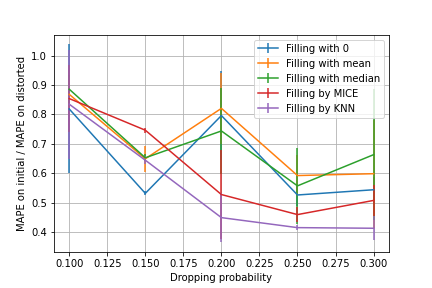 MAPE on initial / MAPE on distorted
1.0
0.9
0.8
0.7
0.6
0.5
0.4
Filling with 0
Filling with mean
Filling with median
Filling by MICE
Filling by KNN
0.100 0.125 0.150 0.175 0.200 0.225 0.250 0.275 0.300
Dropping probability